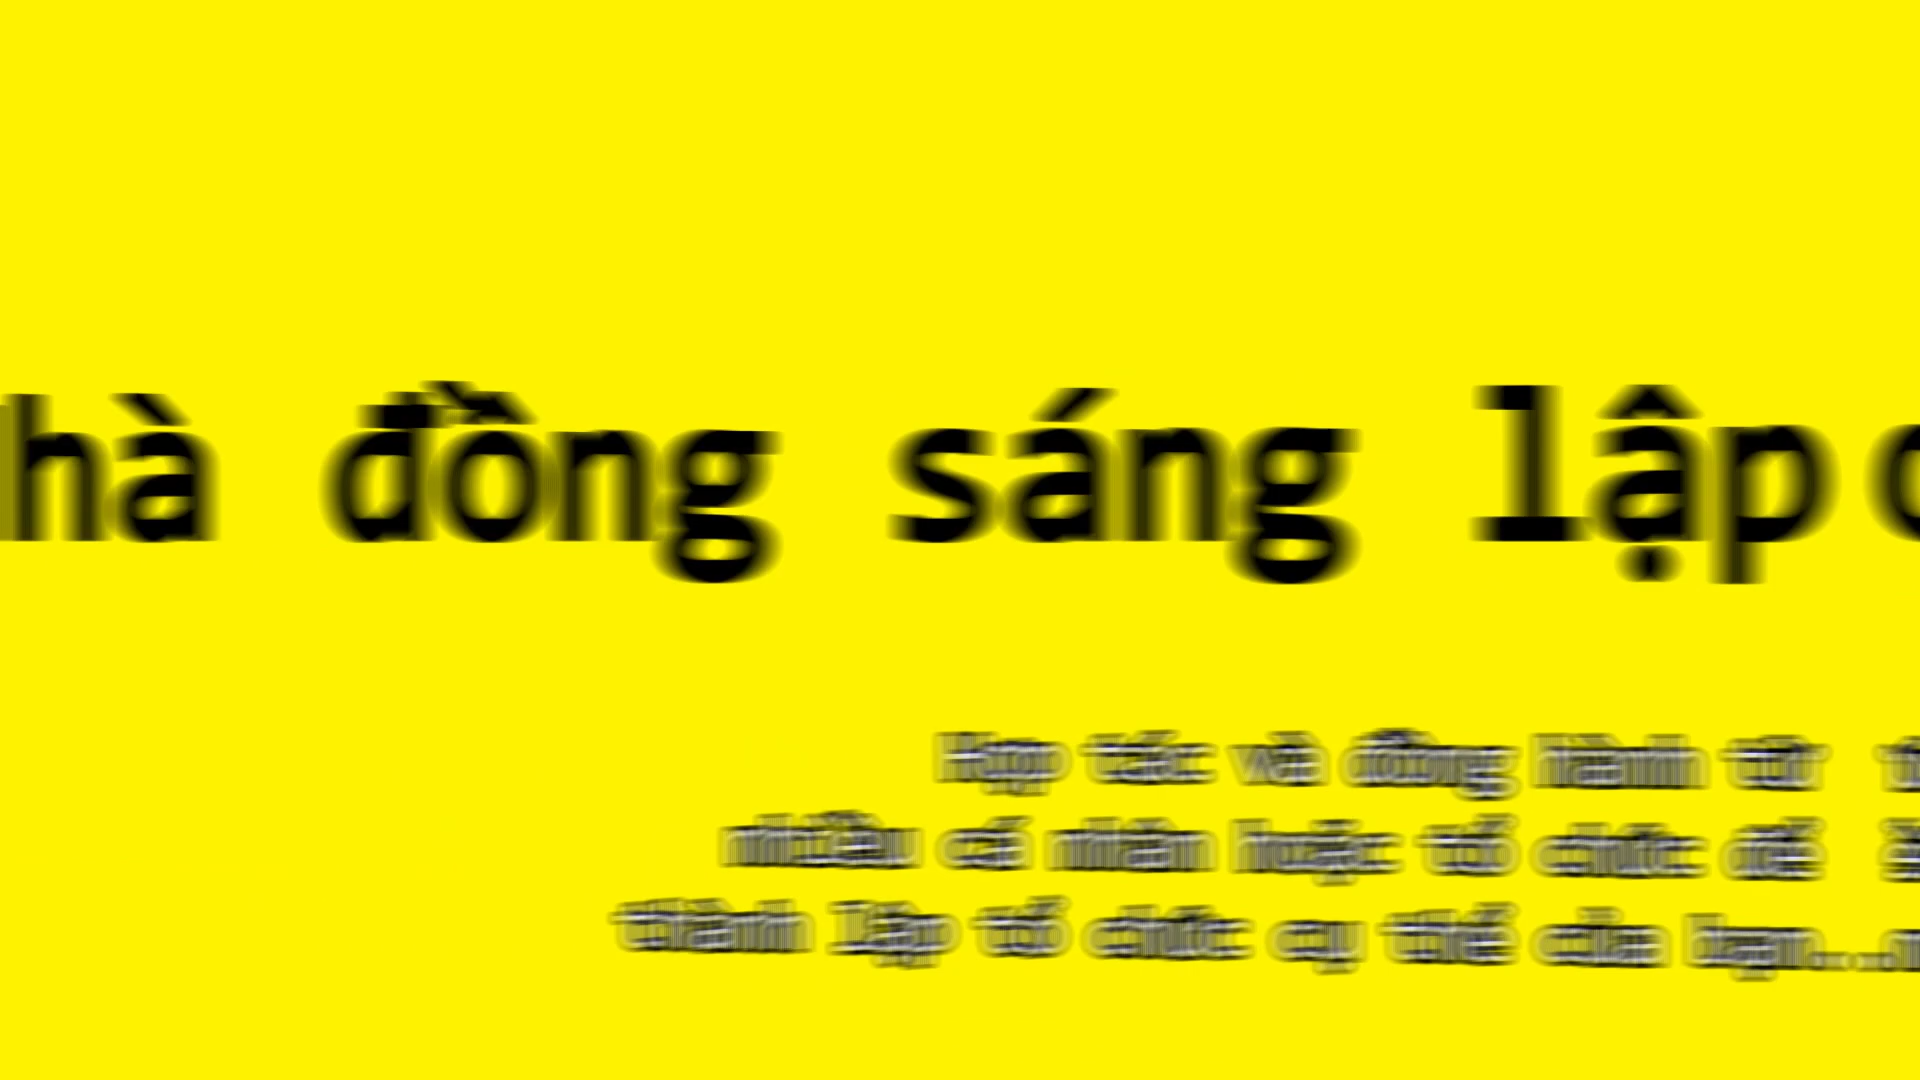 hà đồng sáng lập
Hợp tác và đồng hành từ
nhiều cá nhân hoặc tổ chức để
thành lập tổ chức cụ thể của bạn...